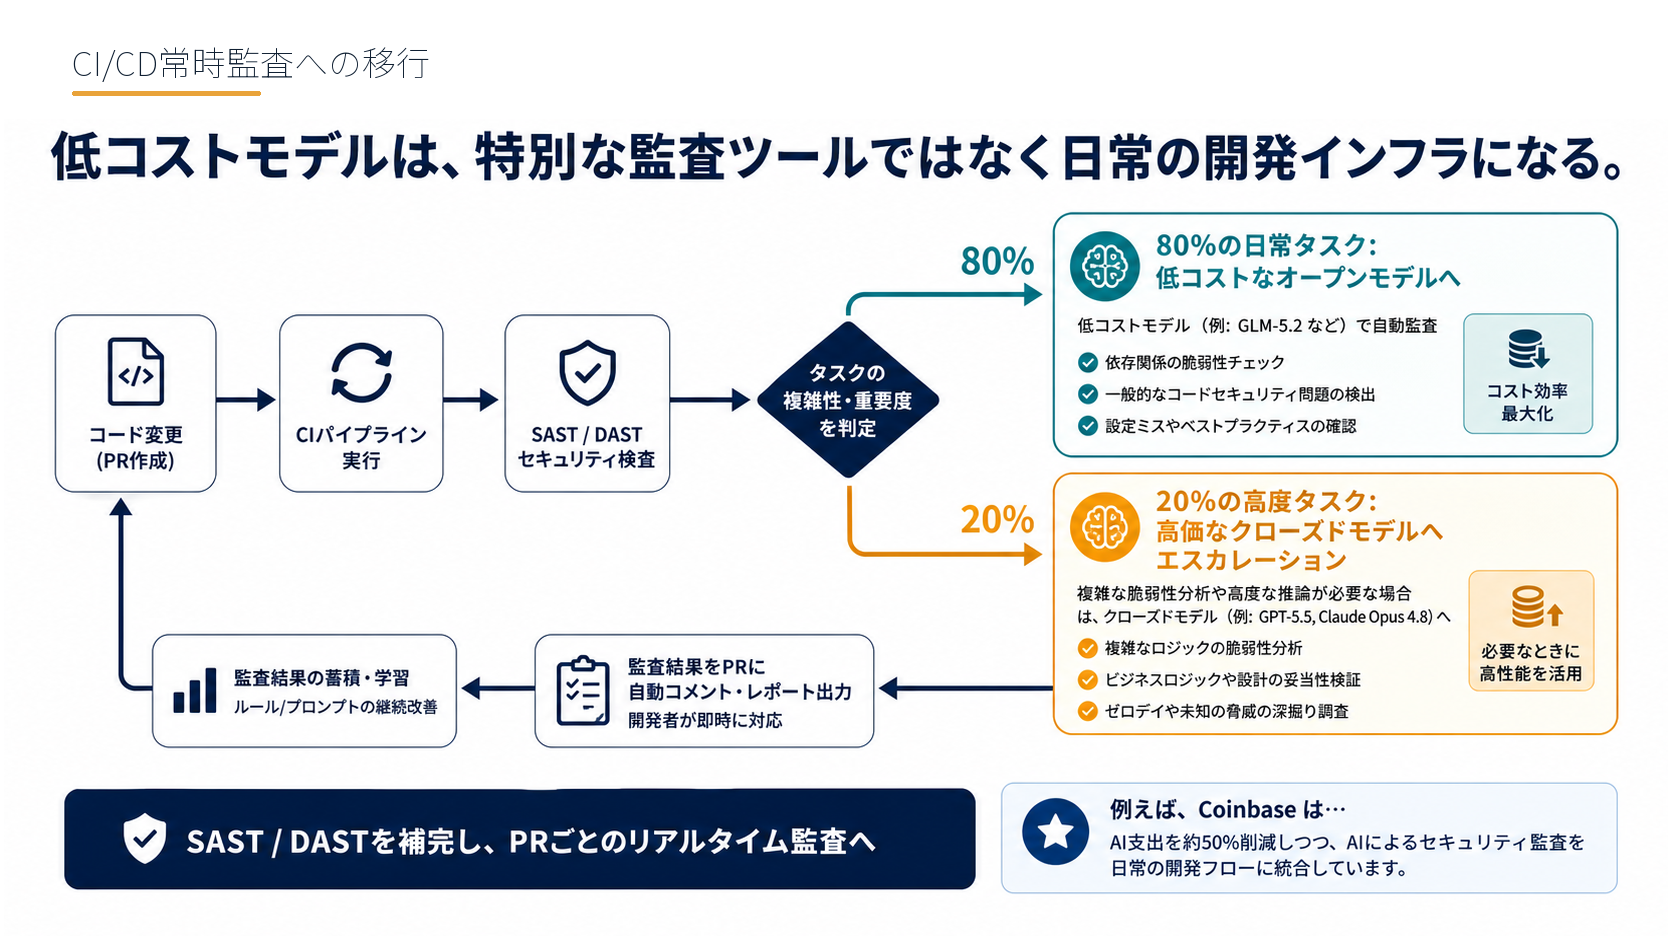 CI/CD常時監査への移行
低コストモデルは、特別な監査ツールではなく日常の開発インフラになる。
コード変更
(PR作成)
CIパイプライン
実行
SAST / DAST
セキュリティ検査
タスクの
複雑性・重要度
を判定
80%
80%の日常タスク:
低コストなオープンモデルへ
低コストモデル（例: GLM-5.2 など）で自動監査
依存関係の脆弱性チェック
一般的なコードセキュリティ問題の検出
設定ミスやベストプラクティスの確認
コスト効率
最大化
20%
20%の高度タスク:
高価なクローズドモデルへ
エスカレーション
複雑な脆弱性分析や高度な推論が必要な場合
は、クローズドモデル（例: GPT-5.5, Claude Opus 4.8) へ
複雑なロジックの脆弱性分析
ビジネスロジックや設計の妥当性検証
ゼロデイや未知の脅威の深掘り調査
必要なときに
高性能を活用
監査結果をPRに
自動コメント・レポート出力
開発者が即時に対応
監査結果の蓄積・学習
ルール/プロンプトの継続改善
SAST / DASTを補完し、PRごとのリアルタイム監査へ
例えば、Coinbase は…
AI支出を約50%削減しつつ、AIによるセキュリティ監査を
日常の開発フローに統合しています。